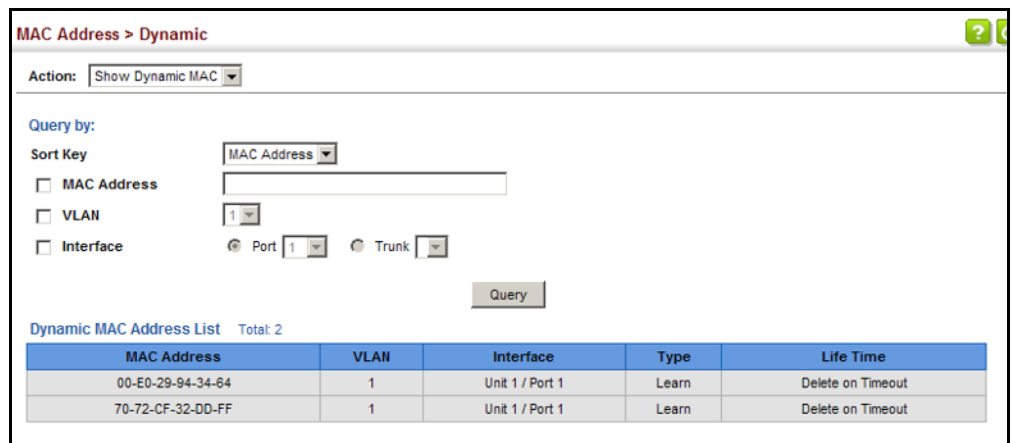 MAC Address > Dynamic
?
Action: Show Dynamic MAC
Query by:
Sort Key MAC Address
MAC Address
VLAN 1
Interface Port 1 Trunk
Query
Dynamic MAC Address List Total: 2
MAC Address VLAN Interface Type Life Time
00-E0-29-94-34-64 1 Unit 1 / Port 1 Learn Delete on Timeout
70-72-CF-32-DD-FF 1 Unit 1 / Port 1 Learn Delete on Timeout